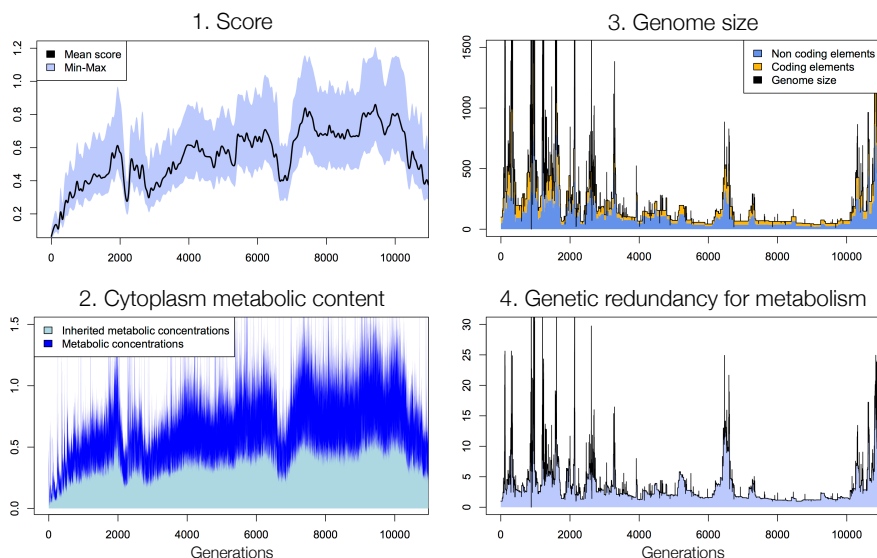 1. Score
1.2
1.0
0.8
0.6
0.4
0.2
Mean score
Min-Max
0 2000 4000 6000 8000 10000
3. Genome size
1500
1000
500
0
Non coding elements
Coding elements
Genome size
0 2000 4000 6000 8000 10000
2. Cytoplasm metabolic content
1.5
1.0
0.5
0.0
Inherited metabolic concentrations
Metabolic concentrations
0 2000 4000 6000 8000 10000
Generations
4. Genetic redundancy for metabolism
30
25
20
15
10
5
0
0 2000 4000 6000 8000 10000
Generations